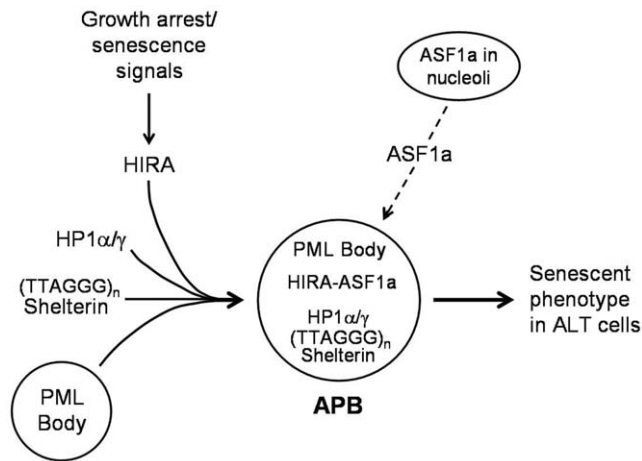 Growth arrest/
senescence
signals
HIRA
HP1α/γ
(TTAGGG)n
Shelterin
PML
Body
ASF1a in
nucleoli
ASF1a
PML Body
HIRA-ASF1a
HP1α/γ
(TTAGGG)n
Shelterin
APB
Senescent
phenotype
in ALT cells